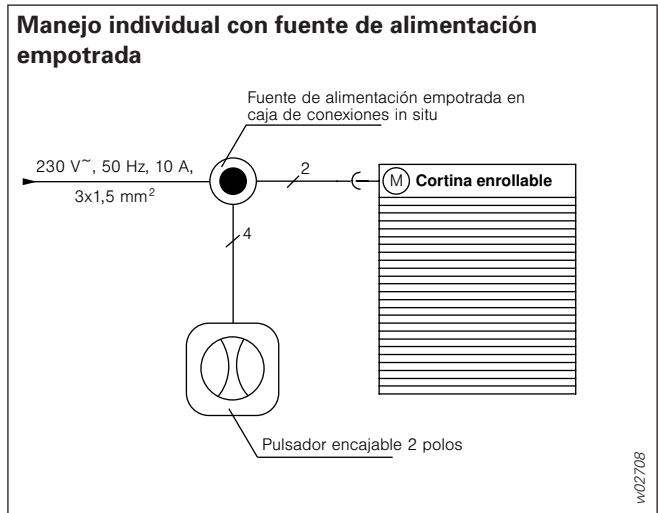 Manejo individual con fuente de alimentación
empotrada
Fuente de alimentación empotrada en
caja de conexiones in situ
230 V~, 50 Hz, 10 A,
3x1,5 mm²
2
M Cortina enrollable
4
Pulsador encajable 2 polos
w02708